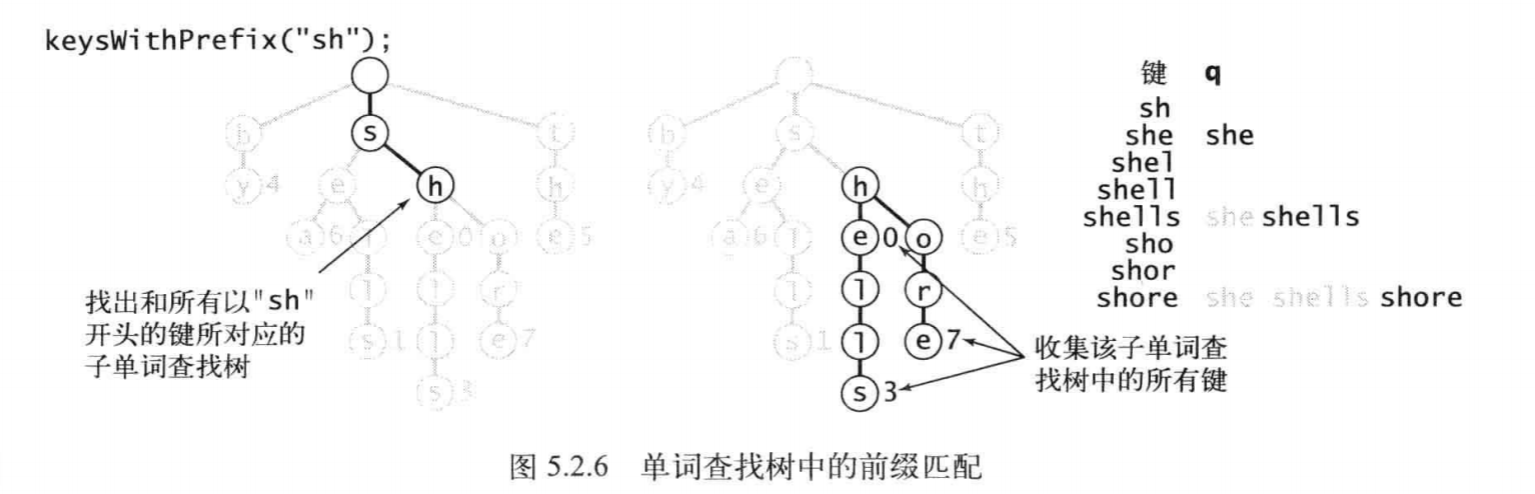 keysWithPrefix("sh");
s
b
t
h
y 4
e
h
a 6
l
e 0
o
e 5
l
l
r
s 1
l
e 7
s 3
找出和所有以"sh"
开头的键所对应的
子单词查找树
b
s
t
y 4
e
h
h
a 6
l
e 0
o
e 5
l
l
r
s 1
l
e 7
s 3
收集该子单词查
找树中的所有键
键 q
sh
she she
shel
shell
shells she shells
sho
shor
shore she shells shore
图 5.2.6 单词查找树中的前缀匹配